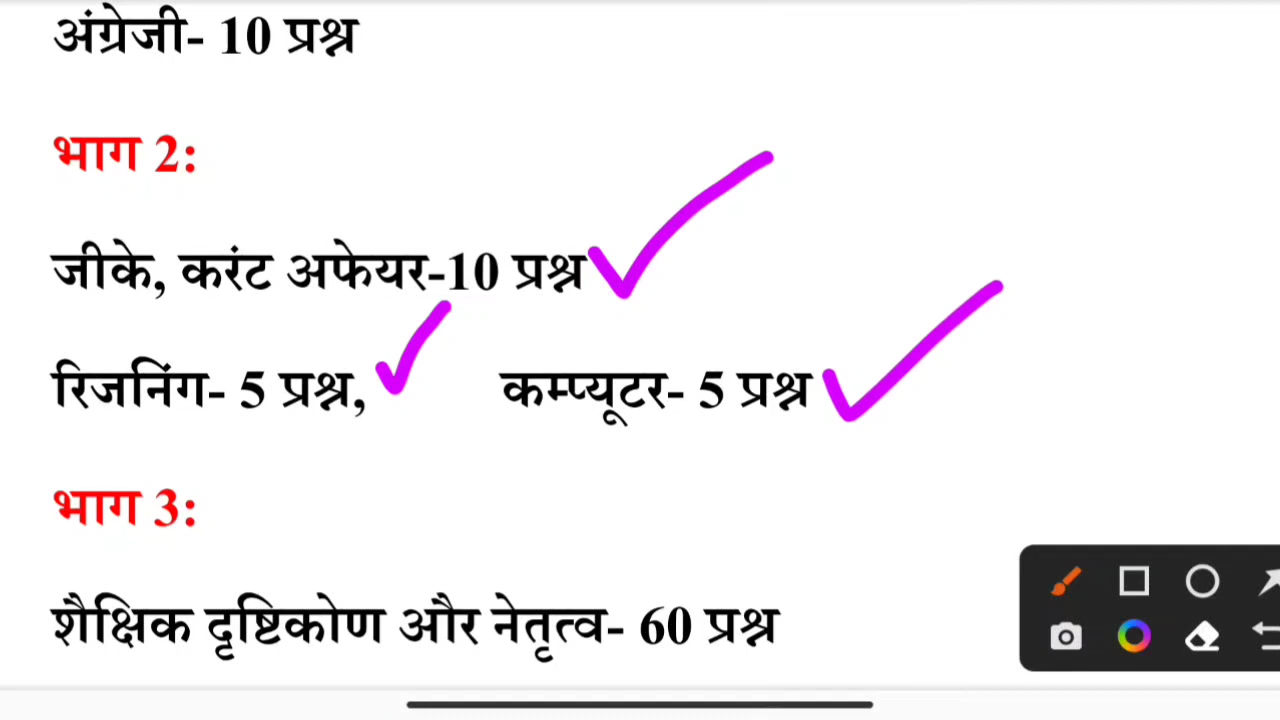 अंग्रेजी- 10 प्रश्न
भाग 2:
जीके, करंट अफेयर-10 प्रश्न
रिजनिंग- 5 प्रश्न, कम्प्यूटर- 5 प्रश्न
भाग 3:
शैक्षिक दृष्टिकोण और नेतृत्व- 60 प्रश्न